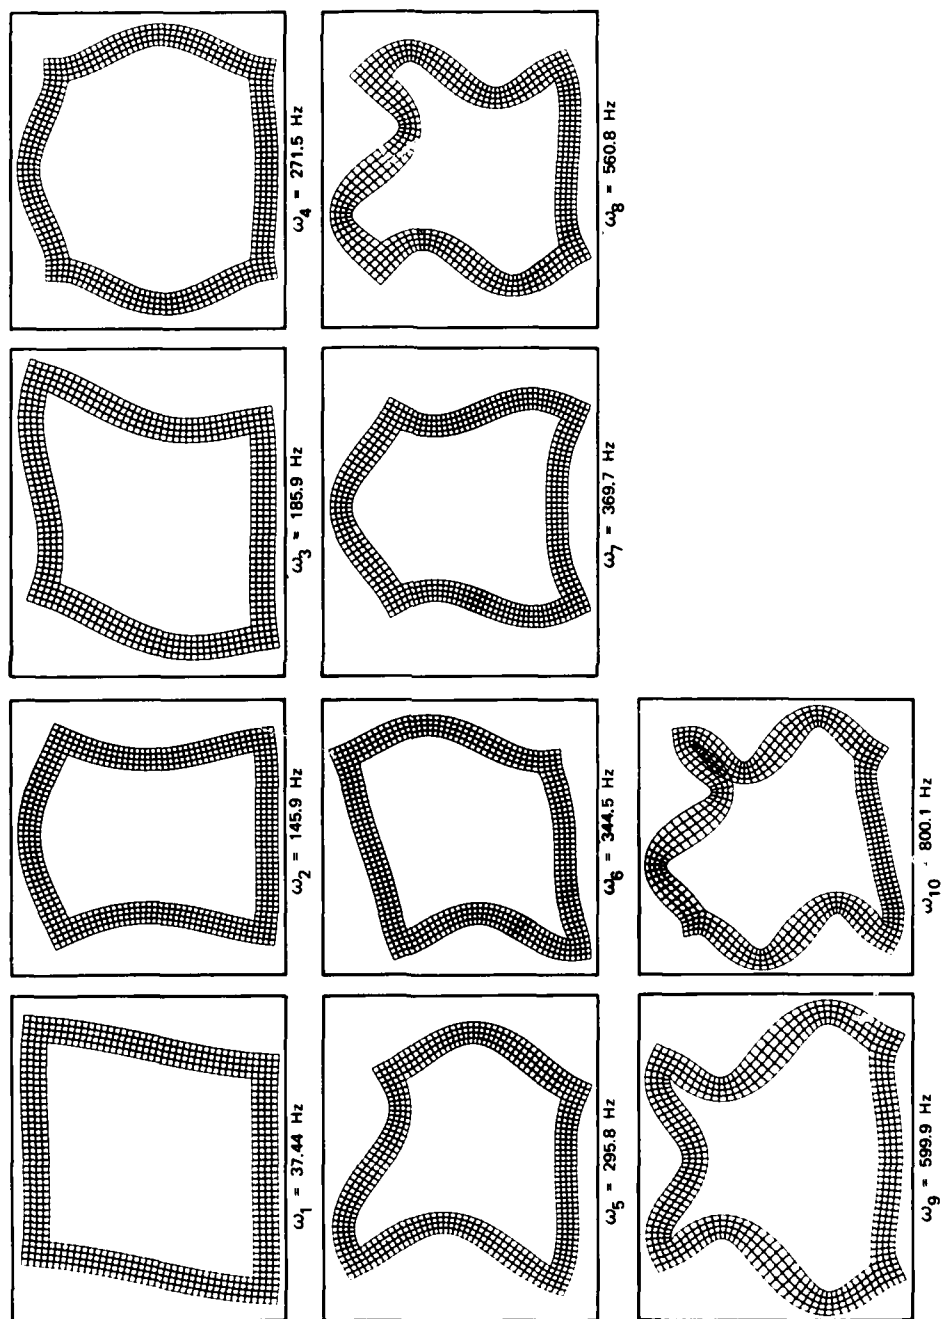 ω1 = 37.44 Hz
ω2 = 145.9 Hz
ω3 = 185.9 Hz
ω4 = 271.5 Hz
ω5 = 295.8 Hz
ω6 = 344.5 Hz
ω7 = 369.7 Hz
ω8 = 560.8 Hz
ω9 = 599.9 Hz
ω10 · 800.1 Hz